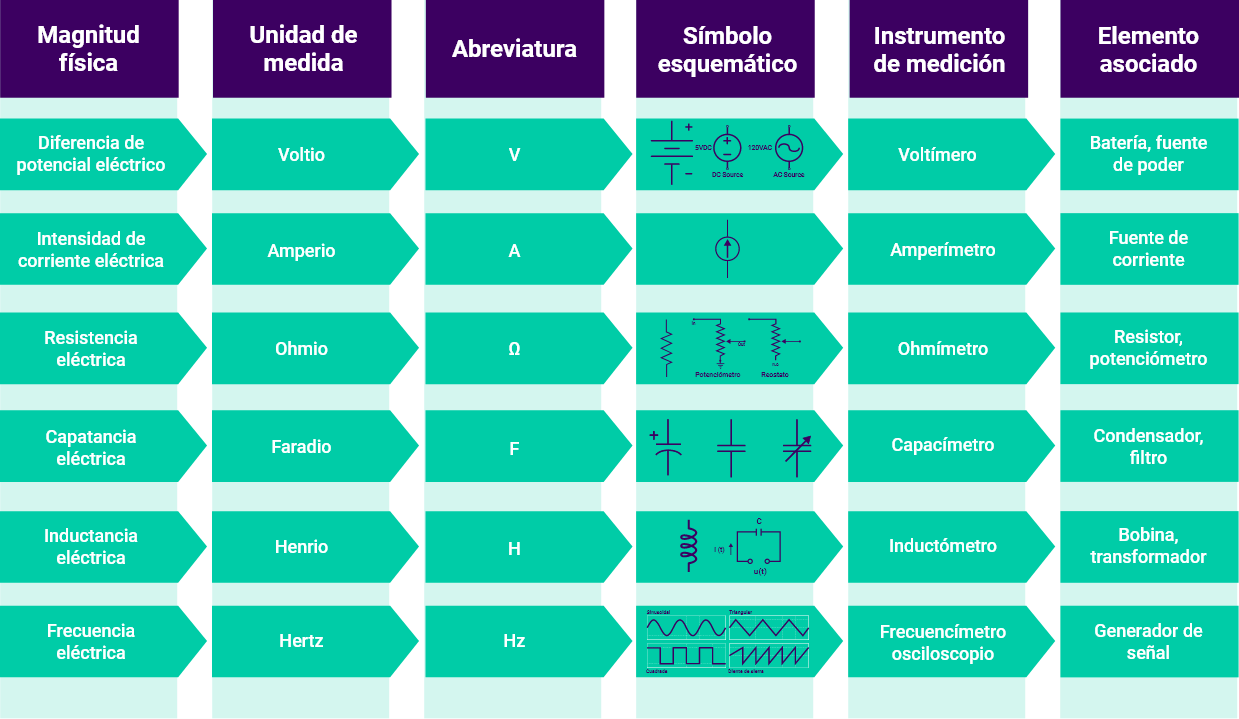 Magnitud
física
Unidad de
medida
Abreviatura
Símbolo
esquemático
Instrumento
de medición
Elemento
asociado
Diferencia de
potencial eléctrico
Voltio
V
+
−
5VDC
+
−
DC Source
120VAC
AC Source
Voltímero
Batería, fuente
de poder
Intensidad de
corriente eléctrica
Amperio
A
Amperímetro
Fuente de
corriente
Resistencia
eléctrica
Ohmio
Ω
Potenciómetro
Reostato
Ohmímetro
Resistor,
potenciómetro
Capatancia
eléctrica
Faradio
F
+
Capacímetro
Condensador,
filtro
Inductancia
eléctrica
Henrio
H
C
i (t)
u(t)
Inductómetro
Bobina,
transformador
Frecuencia
eléctrica
Hertz
Hz
Sinusoidal
Triangular
Cuadrada
Diente de sierra
Frecuencímetro
osciloscopio
Generador de
señal